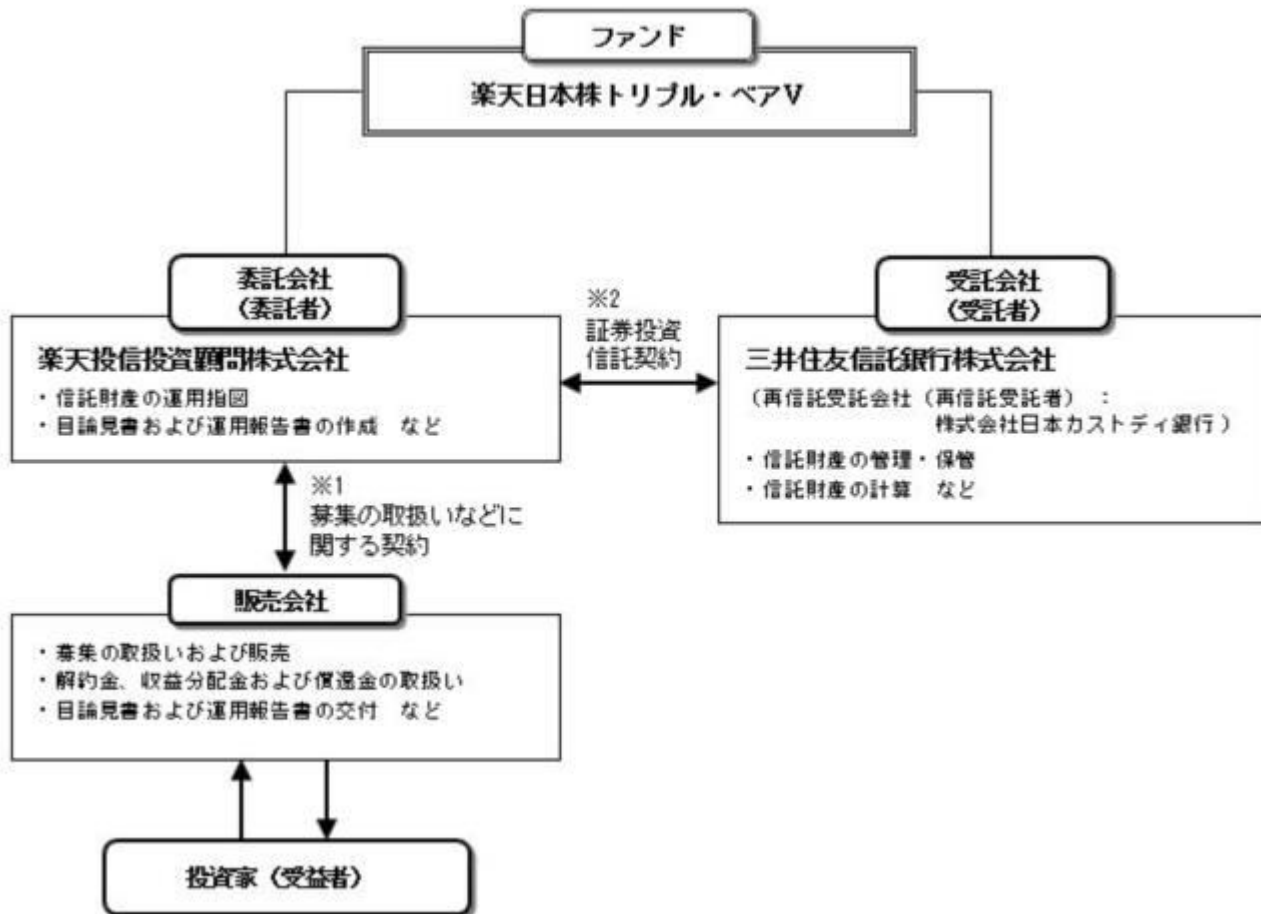 ファンド
楽天日本株トリプル・ベアV
委託会社
（委託者）
楽天投信投資顧問株式会社
・信託財産の運用指図
・目論見書および運用報告書の作成　など
※2
証券投資
信託契約
受託会社
（受託者）
三井住友信託銀行株式会社
（再信託受託会社（再信託受託者）　：
株式会社日本カストディ銀行）
・信託財産の管理・保管
・信託財産の計算　など
※1
募集の取扱いなどに
関する契約
販売会社
・募集の取扱いおよび販売
・解約金、収益分配金および償還金の取扱い
・目論見書および運用報告書の交付　など
投資家（受益者）